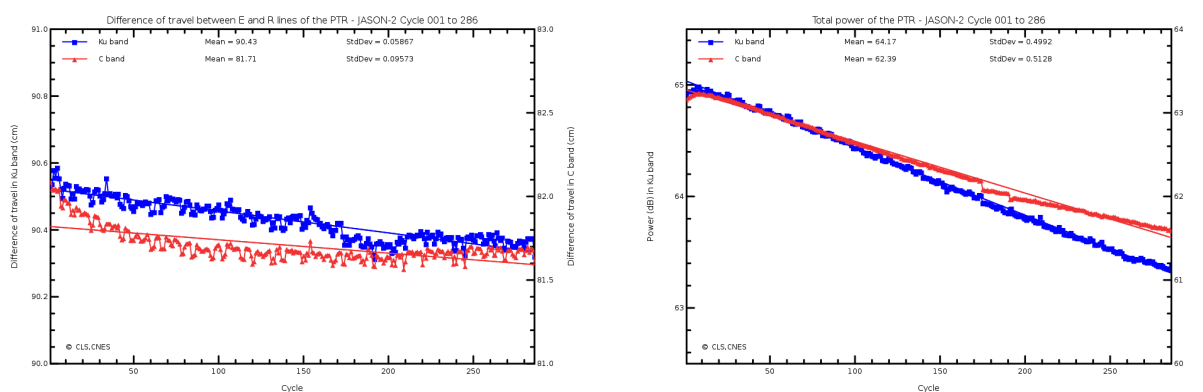 Difference of travel between E and R lines of the PTR - JASON-2 Cycle 001 to 286
Ku band Mean = 90.43 StdDev = 0.05867
C band Mean = 81.71 StdDev = 0.09573
91.0
90.8
90.6
90.4
90.2
90.0
Difference of travel in Ku band (cm)
83.0
82.5
82.0
81.5
81.0
Difference of travel in C band (cm)
© CLS,CNES
50 100 150 200 250
Cycle
Total power of the PTR - JASON-2 Cycle 001 to 286
Ku band Mean = 64.17 StdDev = 0.4992
C band Mean = 62.39 StdDev = 0.5128
65
64
63
Power (dB) in Ku band
64
63
62
61
60
© CLS,CNES
50 100 150 200 250
Cycle